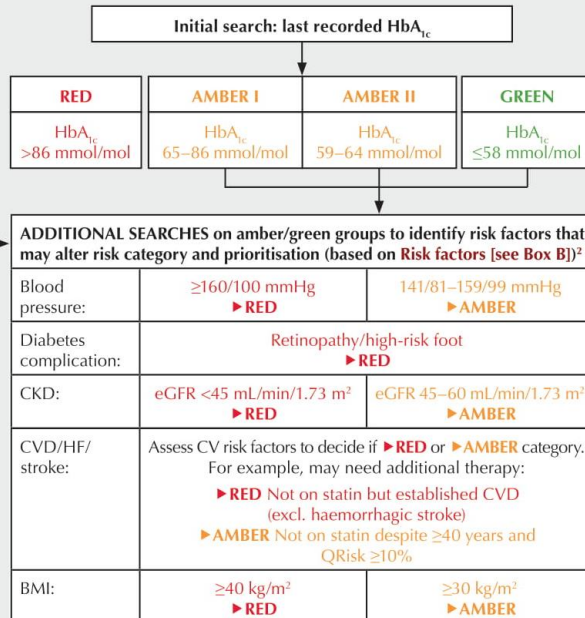 Initial search: last recorded HbA1c
RED
AMBER I
AMBER II
GREEN
HbA1c
>86 mmol/mol
HbA1c
65–86 mmol/mol
HbA1c
59–64 mmol/mol
HbA1c
≤58 mmol/mol
ADDITIONAL SEARCHES on amber/green groups to identify risk factors that
may alter risk category and prioritisation (based on Risk factors [see Box B])²
Blood
pressure:
≥160/100 mmHg
►RED
141/81–159/99 mmHg
►AMBER
Diabetes
complication:
Retinopathy/high-risk foot
►RED
CKD:
eGFR <45 mL/min/1.73 m²
►RED
eGFR 45–60 mL/min/1.73 m²
►AMBER
CVD/HF/
stroke:
Assess CV risk factors to decide if ►RED or ►AMBER category.
For example, may need additional therapy:
►RED Not on statin but established CVD
(excl. haemorrhagic stroke)
►AMBER Not on statin despite ≥40 years and
QRisk ≥10%
BMI:
≥40 kg/m²
►RED
≥30 kg/m²
►AMBER